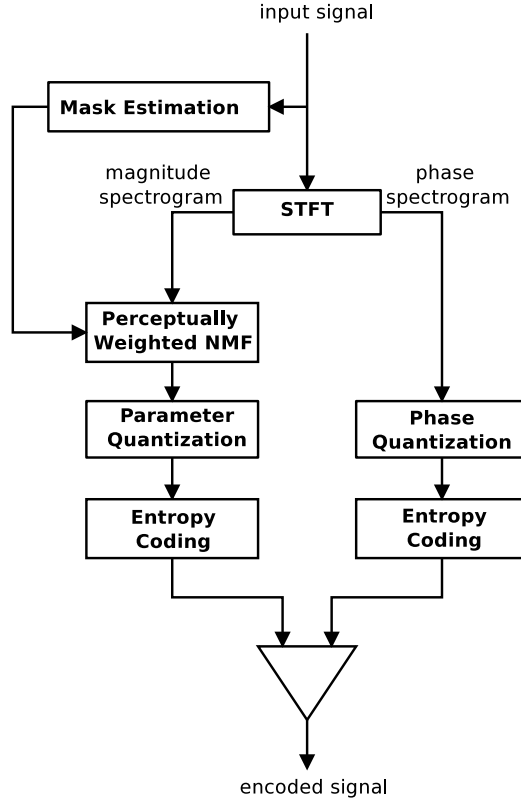 input signal
Mask Estimation
magnitude
spectrogram
phase
spectrogram
STFT
Perceptually
Weighted NMF
Parameter
Quantization
Phase
Quantization
Entropy
Coding
Entropy
Coding
encoded signal